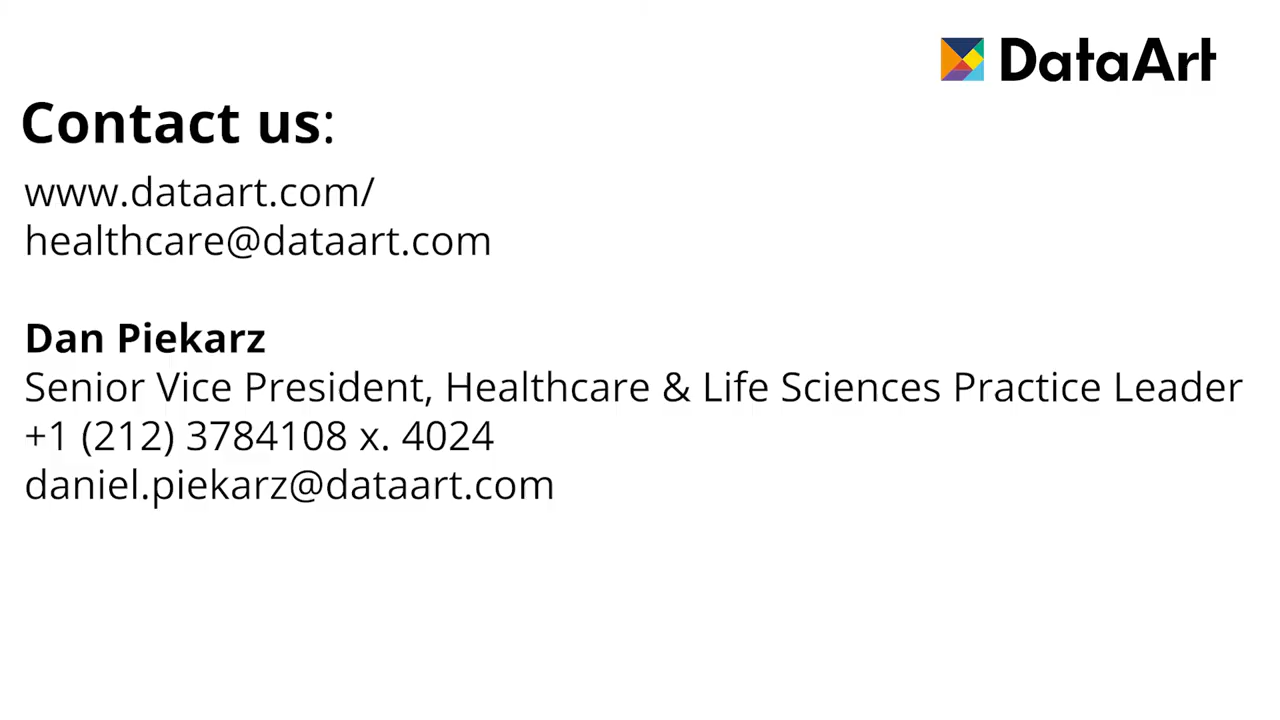 DataArt
Contact us:
www.dataart.com/
healthcare@dataart.com
Dan Piekarz
Senior Vice President, Healthcare & Life Sciences Practice Leader
+1 (212) 3784108 x. 4024
daniel.piekarz@dataart.com